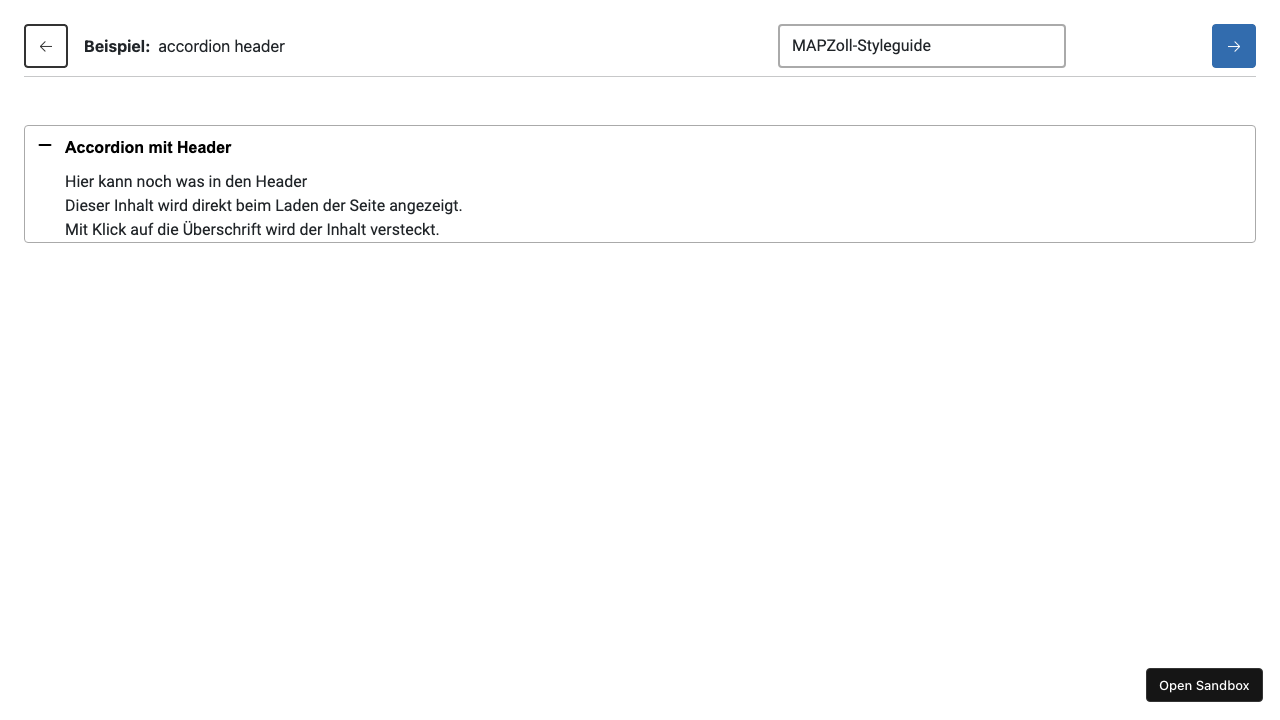 Beispiel: accordion header
MAPZoll-Styleguide
Accordion mit Header
Hier kann noch was in den Header
Dieser Inhalt wird direkt beim Laden der Seite angezeigt.
Mit Klick auf die Überschrift wird der Inhalt versteckt.
Open Sandbox